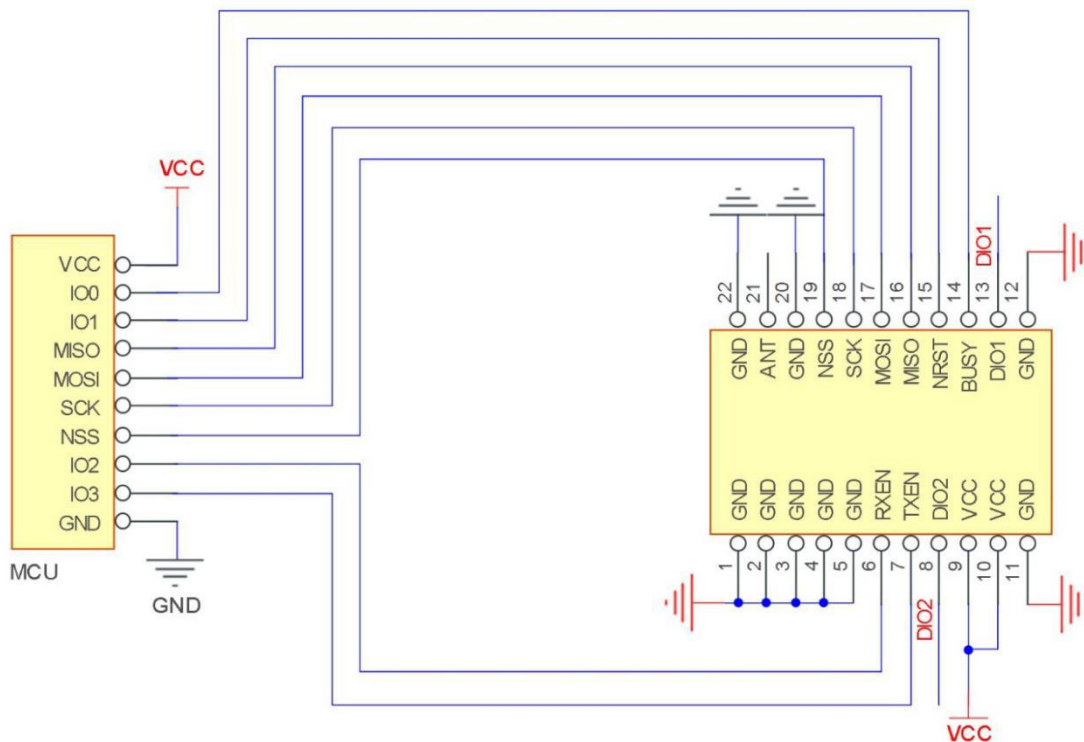 VCC
VCC
IO0
IO1
MISO
MOSI
SCK
NSS
IO2
IO3
GND
MCU
GND
DIO1
22 21 20 19 18 17 16 15 14 13 12
GND ANT GND NSS SCK MOSI MISO NRST BUSY DIO1 GND
GND GND GND GND GND RXEN TXEN DIO2 VCC VCC GND
1 2 3 4 5 6 7 8 9 10 11
DIO2
VCC